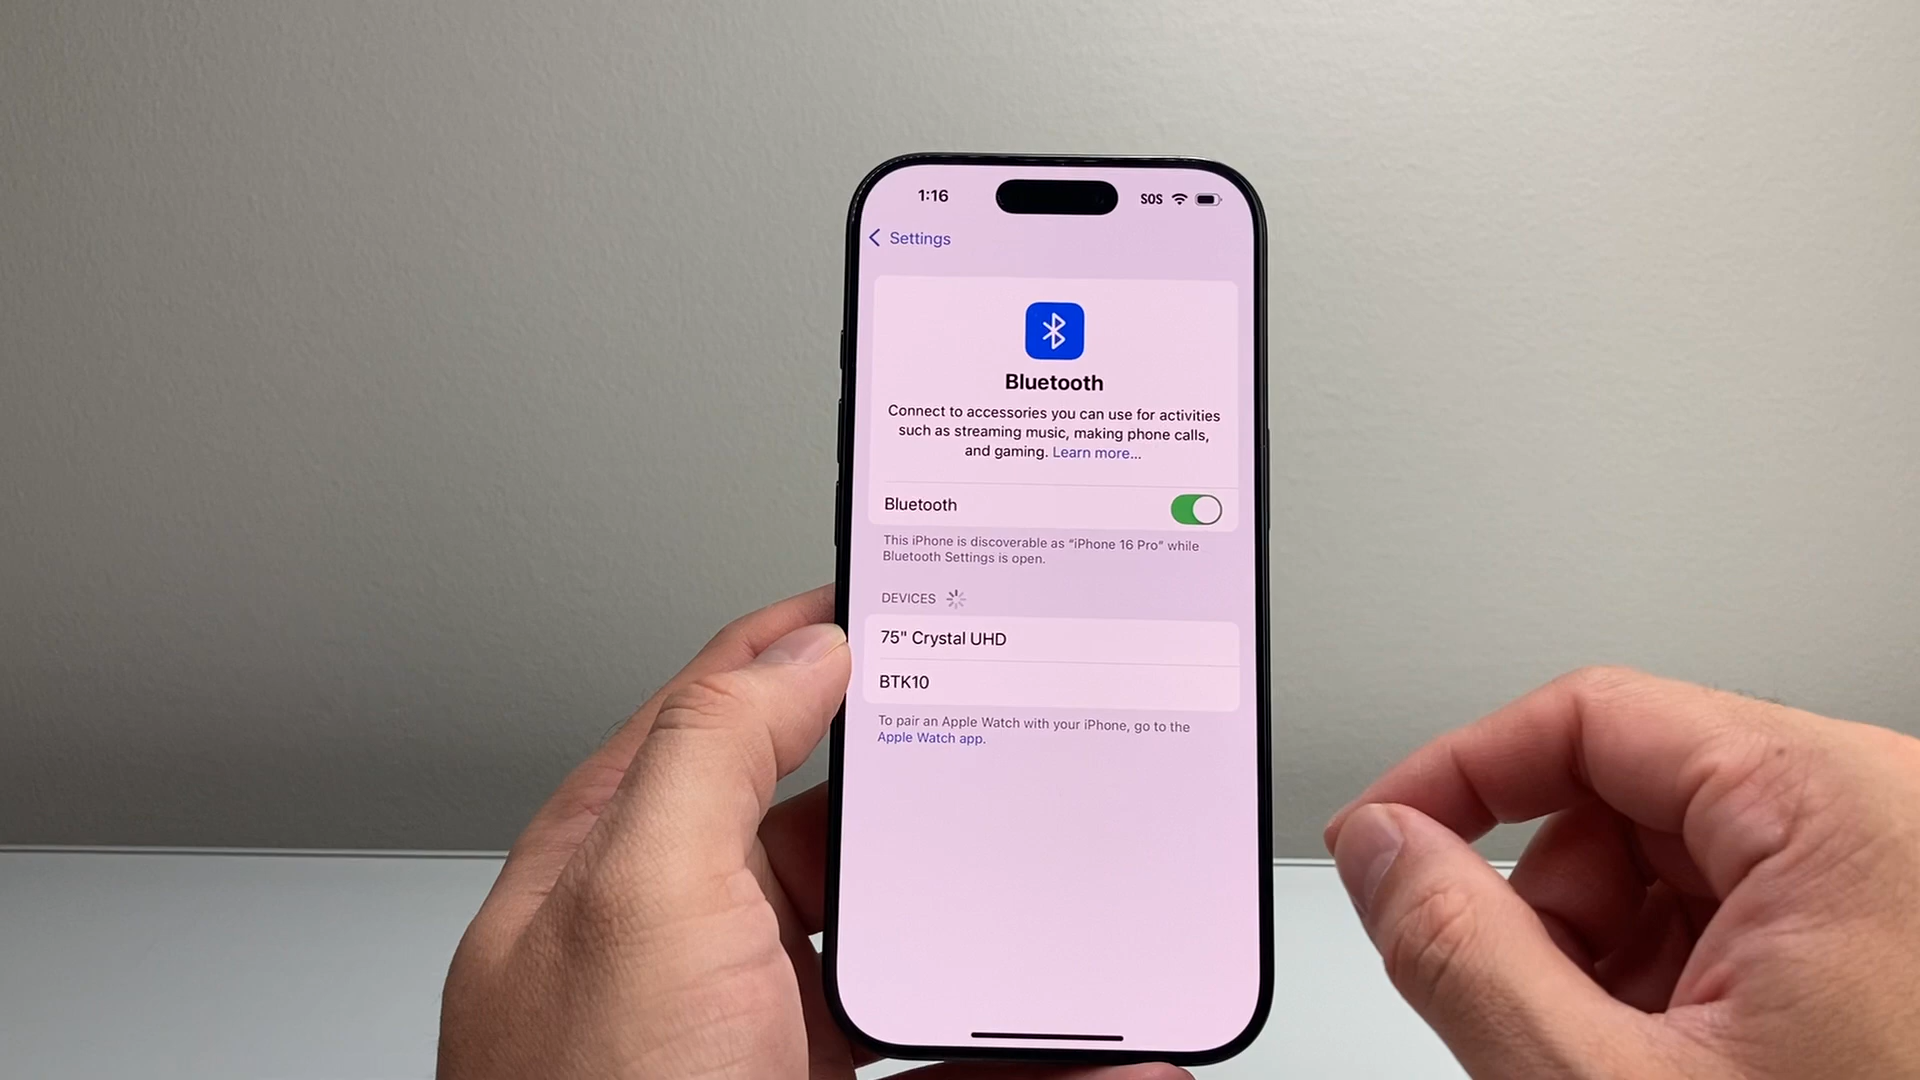 1:16
SOS
Settings
Bluetooth
Connect to accessories you can use for activities
such as streaming music, making phone calls,
and gaming. Learn more...
Bluetooth
This iPhone is discoverable as “iPhone 16 Pro” while
Bluetooth Settings is open.
DEVICES
75" Crystal UHD
BTK10
To pair an Apple Watch with your iPhone, go to the
Apple Watch app.